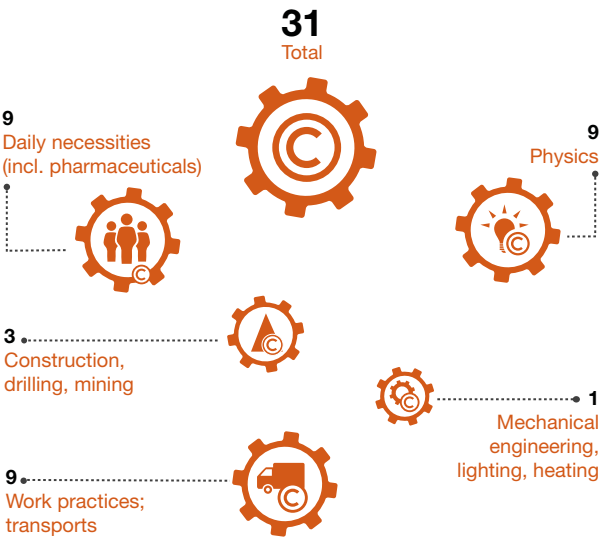 31
Total
9
Daily necessities
(incl. pharmaceuticals)
9
Physics
3
Construction,
drilling, mining
1
Mechanical
engineering,
lighting, heating
9
Work practices;
transports